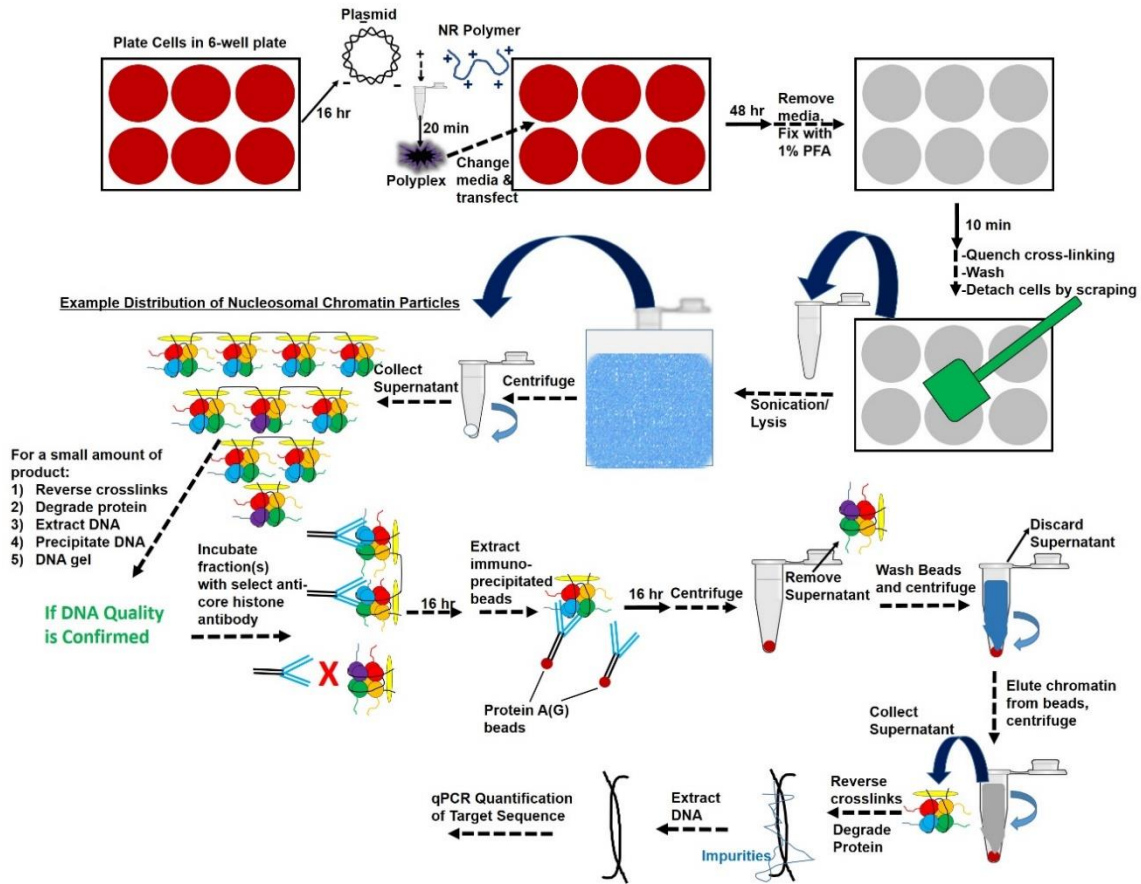 Plasmid
NR Polymer
Plate Cells in 6-well plate
16 hr
20 min
Polyplex
Change
media &
transfect
48 hr
Remove
media,
Fix with
1% PFA
10 min
-Quench cross-linking
-Wash
-Detach cells by scraping
Sonication/
Lysis
Centrifuge
Collect
Supernatant
Example Distribution of Nucleosomal Chromatin Particles
For a small amount of
product:
1) Reverse crosslinks
2) Degrade protein
3) Extract DNA
4) Precipitate DNA
5) DNA gel
If DNA Quality
is Confirmed
Incubate
fraction(s)
with select anti-
core histone
antibody
X
16 hr
Extract
immuno-
precipitated
beads
Protein A(G)
beads
16 hr
Centrifuge
Remove
Supernatant
Wash Beads
and centrifuge
Discard
Supernatant
Elute chromatin
from beads,
centrifuge
Collect
Supernatant
Reverse
crosslinks
Degrade
Protein
Impurities
Extract
DNA
qPCR Quantification
of Target Sequence